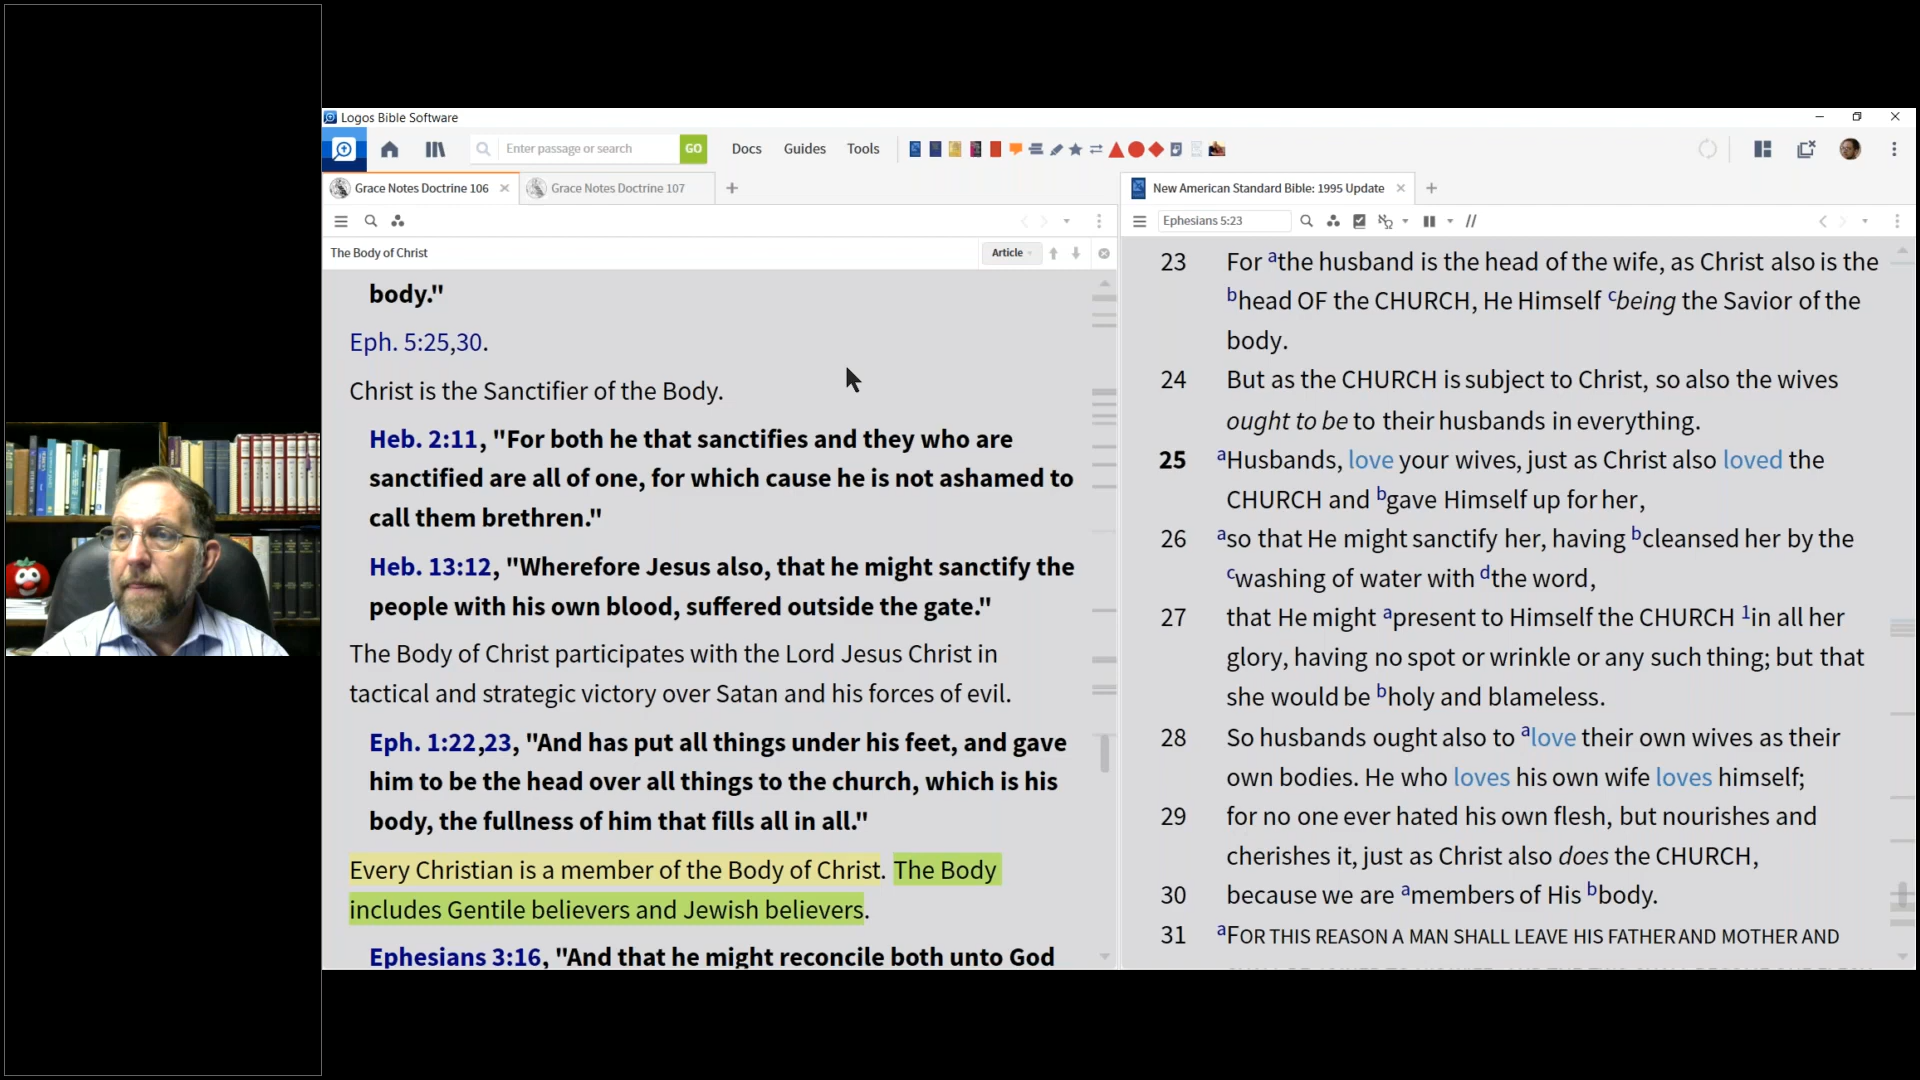 Logos Bible Software
Enter passage or search GO Docs Guides Tools
Grace Notes Doctrine 106 Grace Notes Doctrine 107
The Body of Christ Article
body."
Eph. 5:25,30.
Christ is the Sanctifier of the Body.
Heb. 2:11, "For both he that sanctifies and they who are
sanctified are all of one, for which cause he is not ashamed to
call them brethren."
Heb. 13:12, "Wherefore Jesus also, that he might sanctify the
people with his own blood, suffered outside the gate."
The Body of Christ participates with the Lord Jesus Christ in
tactical and strategic victory over Satan and his forces of evil.
Eph. 1:22,23, "And has put all things under his feet, and gave
him to be the head over all things to the church, which is his
body, the fullness of him that fills all in all."
Every Christian is a member of the Body of Christ. The Body
includes Gentile believers and Jewish believers.
Ephesians 3:16, "And that he might reconcile both unto God
New American Standard Bible: 1995 Update
Ephesians 5:23
23 For athe husband is the head of the wife, as Christ also is the
bhead OF the CHURCH, He Himself cbeing the Savior of the
body.
24 But as the CHURCH is subject to Christ, so also the wives
ought to be to their husbands in everything.
25 aHusbands, love your wives, just as Christ also loved the
CHURCH and bgave Himself up for her,
26 aso that He might sanctify her, having bcleansed her by the
cwashing of water with dthe word,
27 that He might apresent to Himself the CHURCH 1in all her
glory, having no spot or wrinkle or any such thing; but that
she would be bholy and blameless.
28 So husbands ought also to alove their own wives as their
own bodies. He who loves his own wife loves himself;
29 for no one ever hated his own flesh, but nourishes and
cherishes it, just as Christ also does the CHURCH,
30 because we are amembers of His bbody.
31 aFOR THIS REASON A MAN SHALL LEAVE HIS FATHER AND MOTHER AND